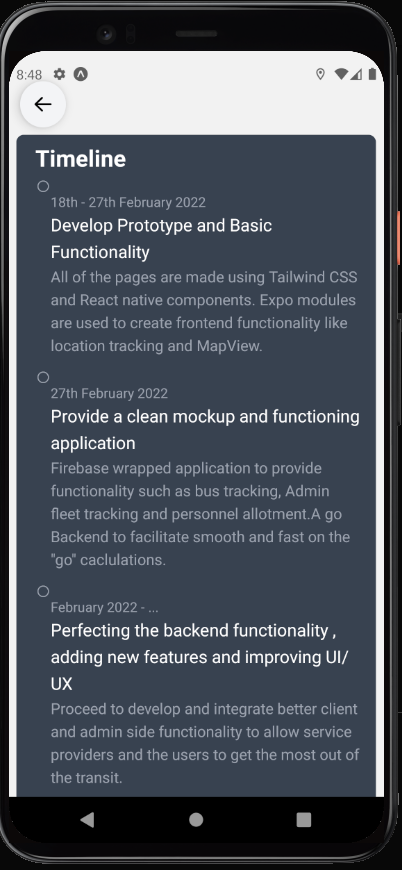 8:48
Timeline
18th - 27th February 2022
Develop Prototype and Basic
Functionality
All of the pages are made using Tailwind CSS
and React native components. Expo modules
are used to create frontend functionality like
location tracking and MapView.
27th February 2022
Provide a clean mockup and functioning
application
Firebase wrapped application to provide
functionality such as bus tracking, Admin
fleet tracking and personnel allotment.A go
Backend to facilitate smooth and fast on the
"go" caclulations.
February 2022 - ...
Perfecting the backend functionality ,
adding new features and improving UI/
UX
Proceed to develop and integrate better client
and admin side functionality to allow service
providers and the users to get the most out of
the transit.